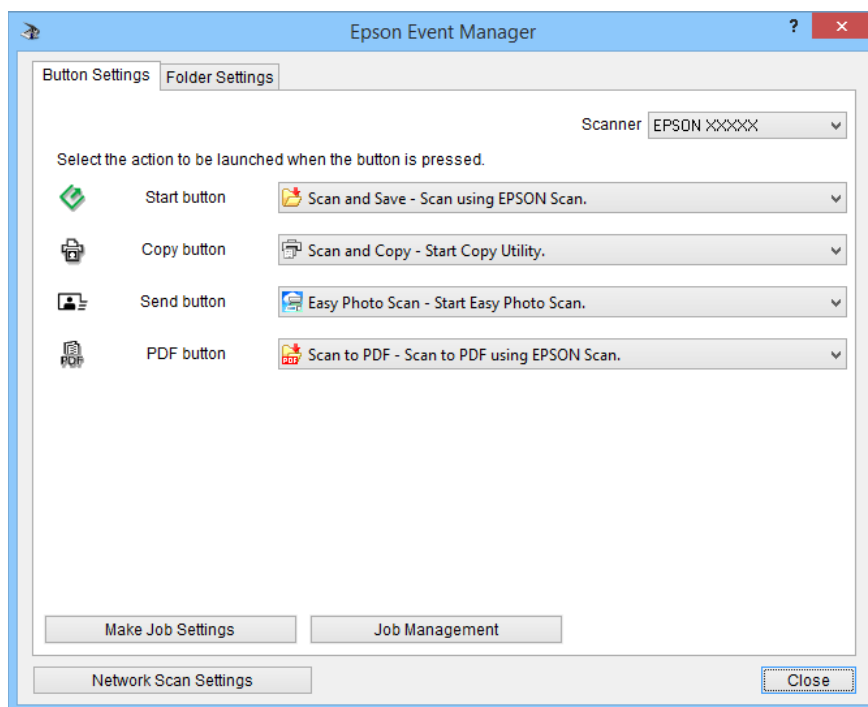 Epson Event Manager
?
Button Settings
Folder Settings
Scanner
EPSON XXXXX
Select the action to be launched when the button is pressed.
Start button
Scan and Save - Scan using EPSON Scan.
Copy button
Scan and Copy - Start Copy Utility.
Send button
Easy Photo Scan - Start Easy Photo Scan.
PDF
PDF button
PDF
Scan to PDF - Scan to PDF using EPSON Scan.
Make Job Settings
Job Management
Network Scan Settings
Close